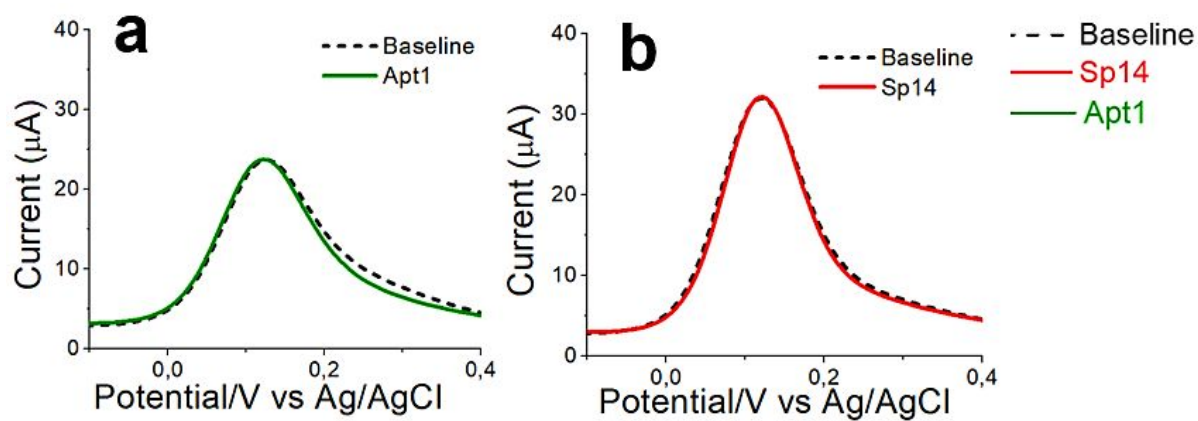 a
Baseline
Apt1
40
30
20
10
0
0,0
0,2
0,4
Current (μA)
Potential/V vs Ag/AgCl
b
Baseline
Sp14
40
30
20
10
0
0,0
0,2
0,4
Current (μA)
Potential/V vs Ag/AgCl
Baseline
Sp14
Apt1